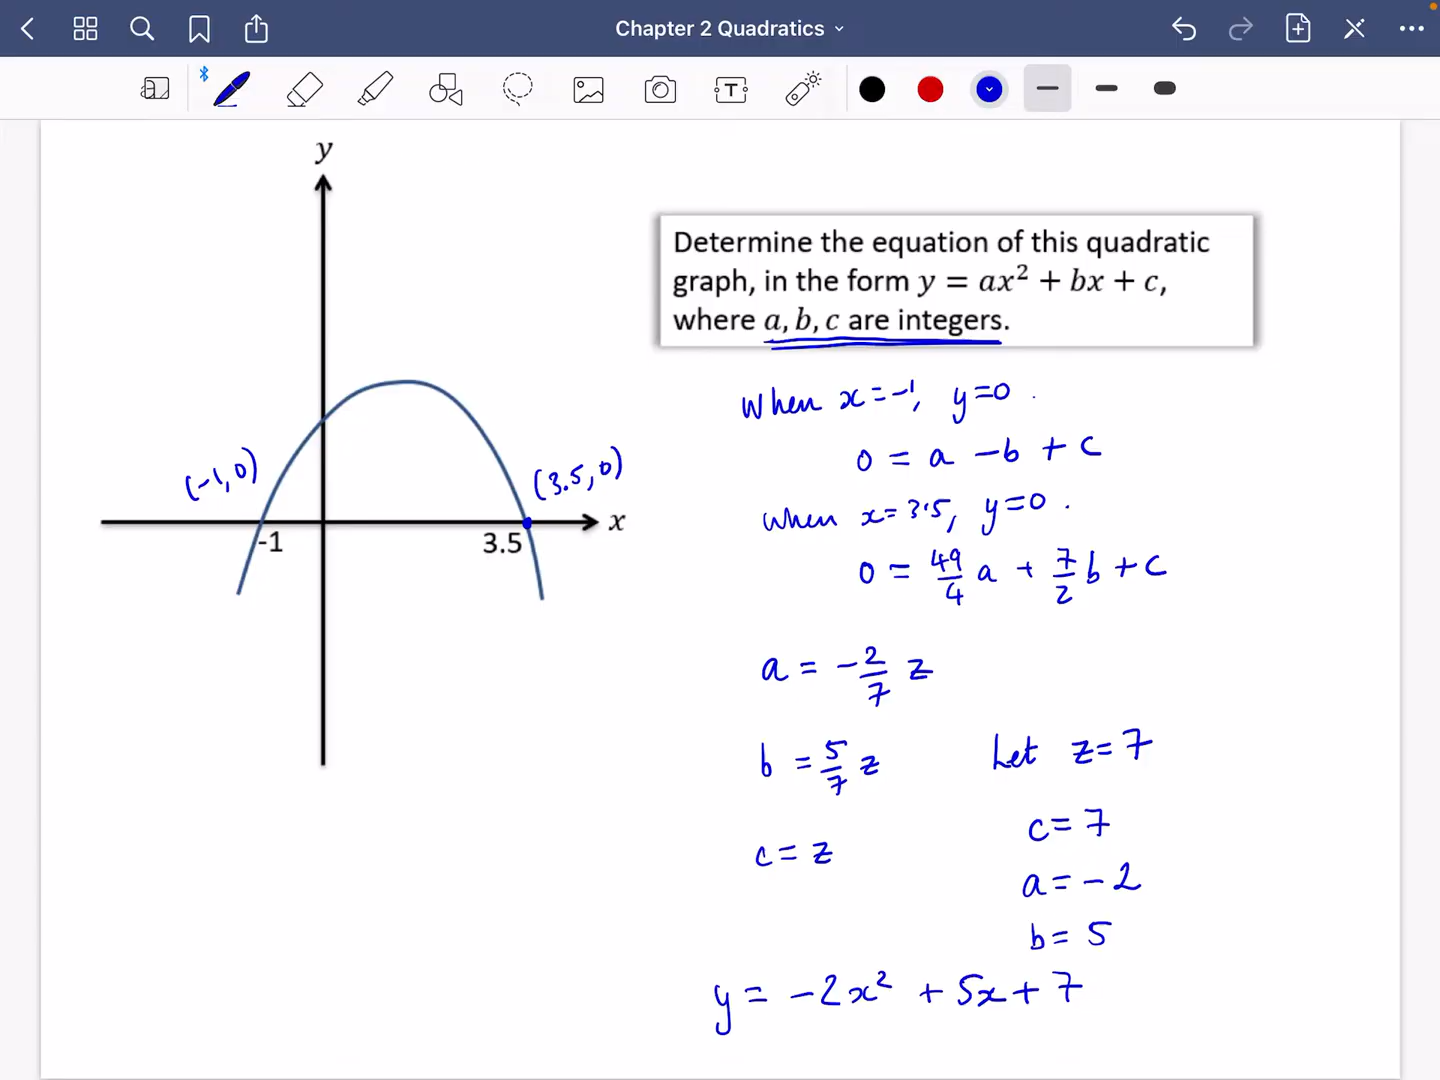 Chapter 2 Quadratics
T
y
Determine the equation of this quadratic
graph, in the form y = ax² + bx + c,
where a, b, c are integers.
When x = -1, y = 0.
0 = a - b + c
(-1, 0)
(3.5, 0)
when x = 3.5, y = 0.
x
-1
3.5
0 = 49/4 a + 7/2 b + c
a = -2/7 z
b = 5/7 z
Let z = 7
c = 7
c = z
a = -2
b = 5
y = -2x² + 5x + 7